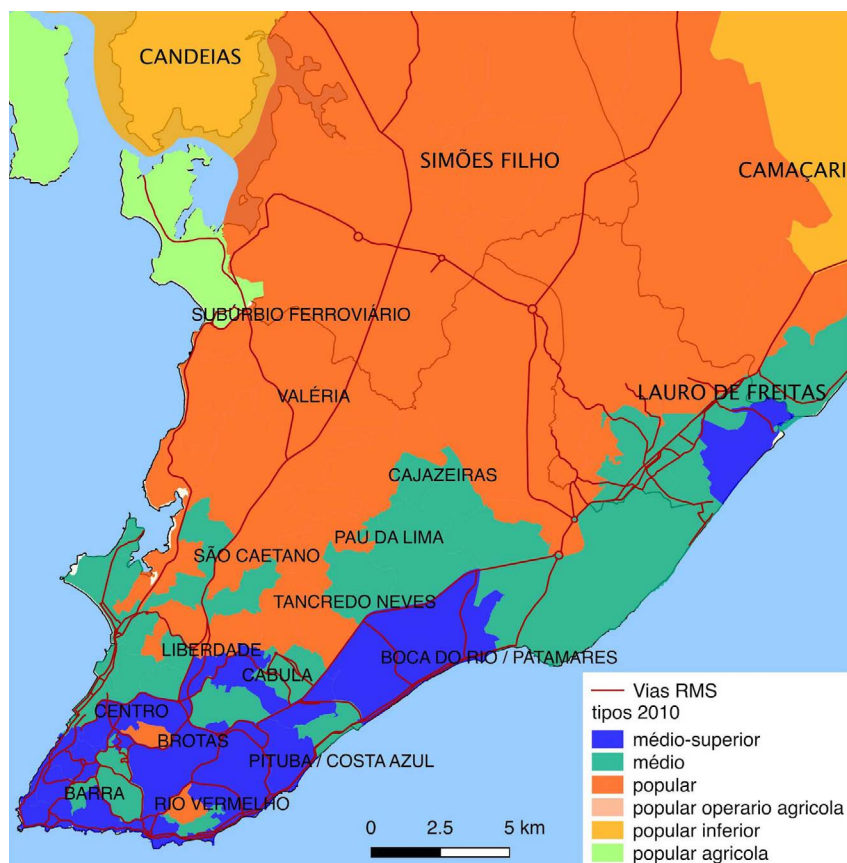 CANDEIAS
SIMÕES FILHO
CAMAÇARI
SUBÚRBIO FERROVIÁRIO
VALÉRIA
LAURO DE FREITAS
CAJAZEIRAS
PAU DA LIMA
SÃO CAETANO
TANCREDO NEVES
LIBERDADE
BOCA DO RIO / PATAMARES
CABULA
CENTRO
BROTAS
PITUBA / COSTA AZUL
BARRA
RIO VERMELHO
0 2.5 5 km
Vias RMS
tipos 2010
médio-superior
médio
popular
popular operario agricola
popular inferior
popular agricola